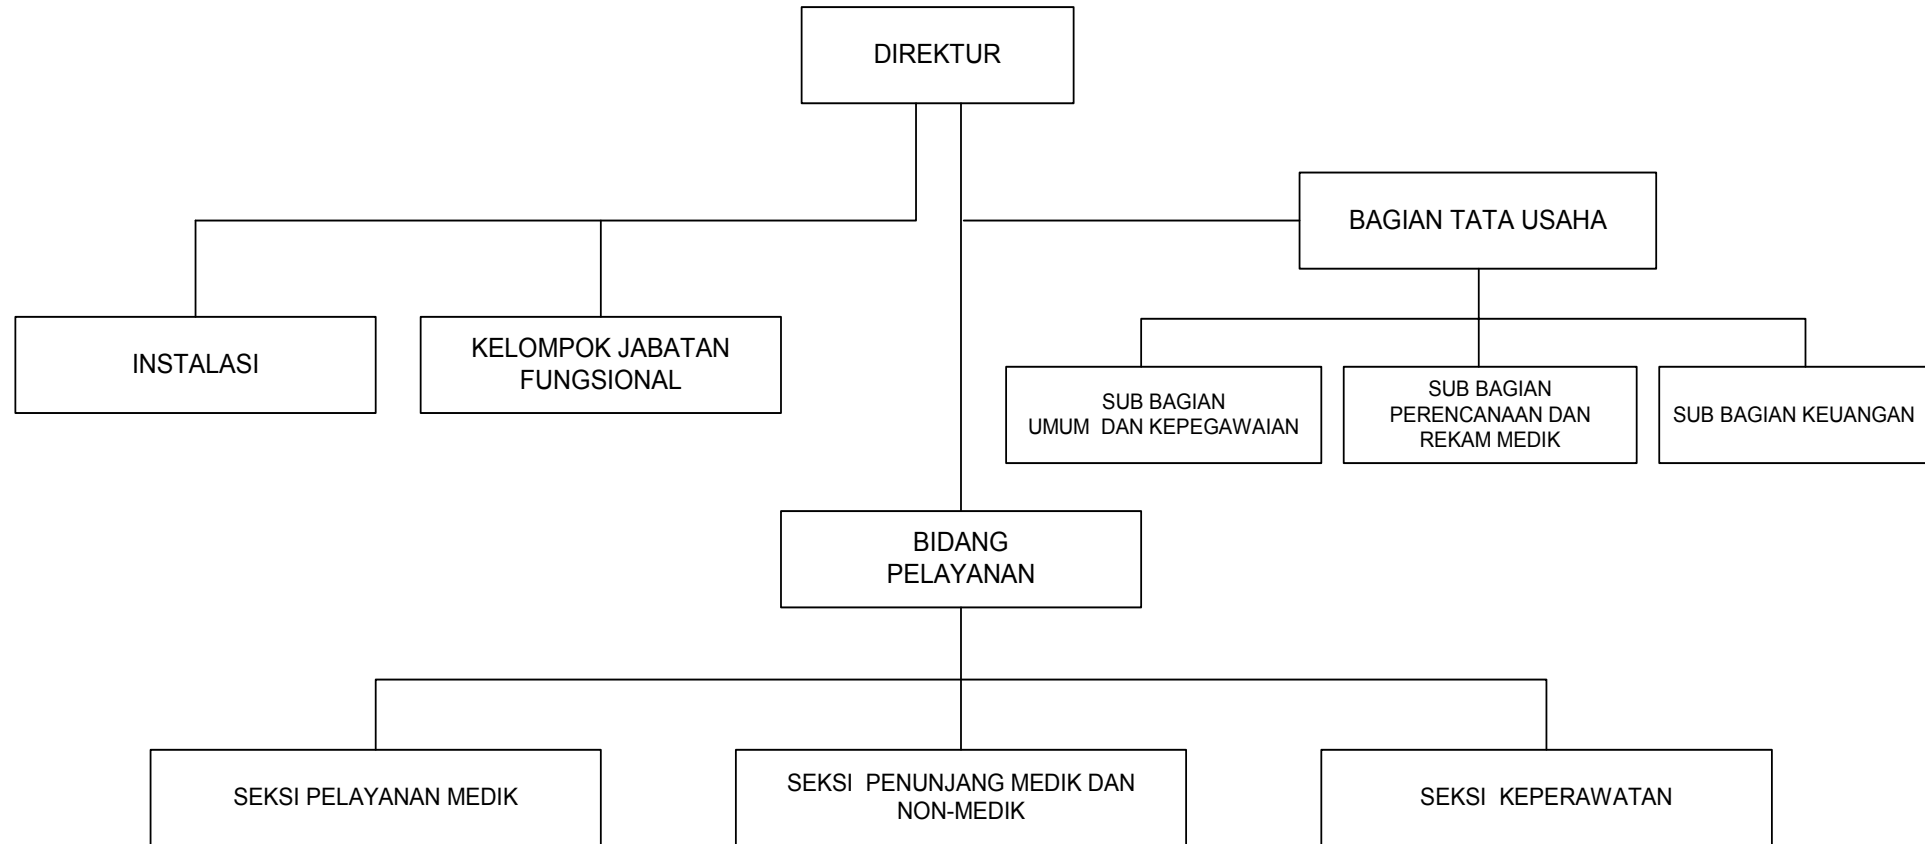 DIREKTUR
BAGIAN TATA USAHA
INSTALASI
KELOMPOK JABATAN
FUNGSIONAL
SUB BAGIAN
UMUM DAN KEPEGAWAIAN
SUB BAGIAN
PERENCANAAN DAN
REKAM MEDIK
SUB BAGIAN KEUANGAN
BIDANG
PELAYANAN
SEKSI PELAYANAN MEDIK
SEKSI PENUNJANG MEDIK DAN
NON-MEDIK
SEKSI KEPERAWATAN